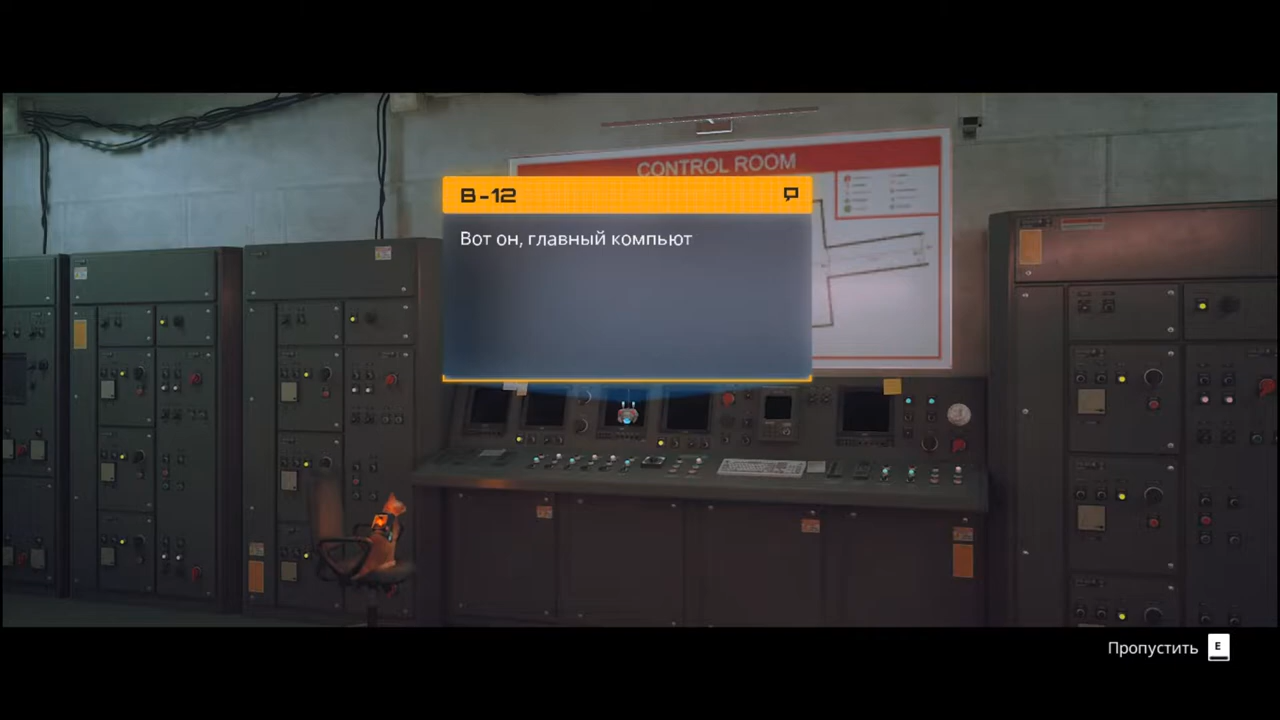 CONTROL ROOM
B-12
Вот он, главный компьют
Пропустить E